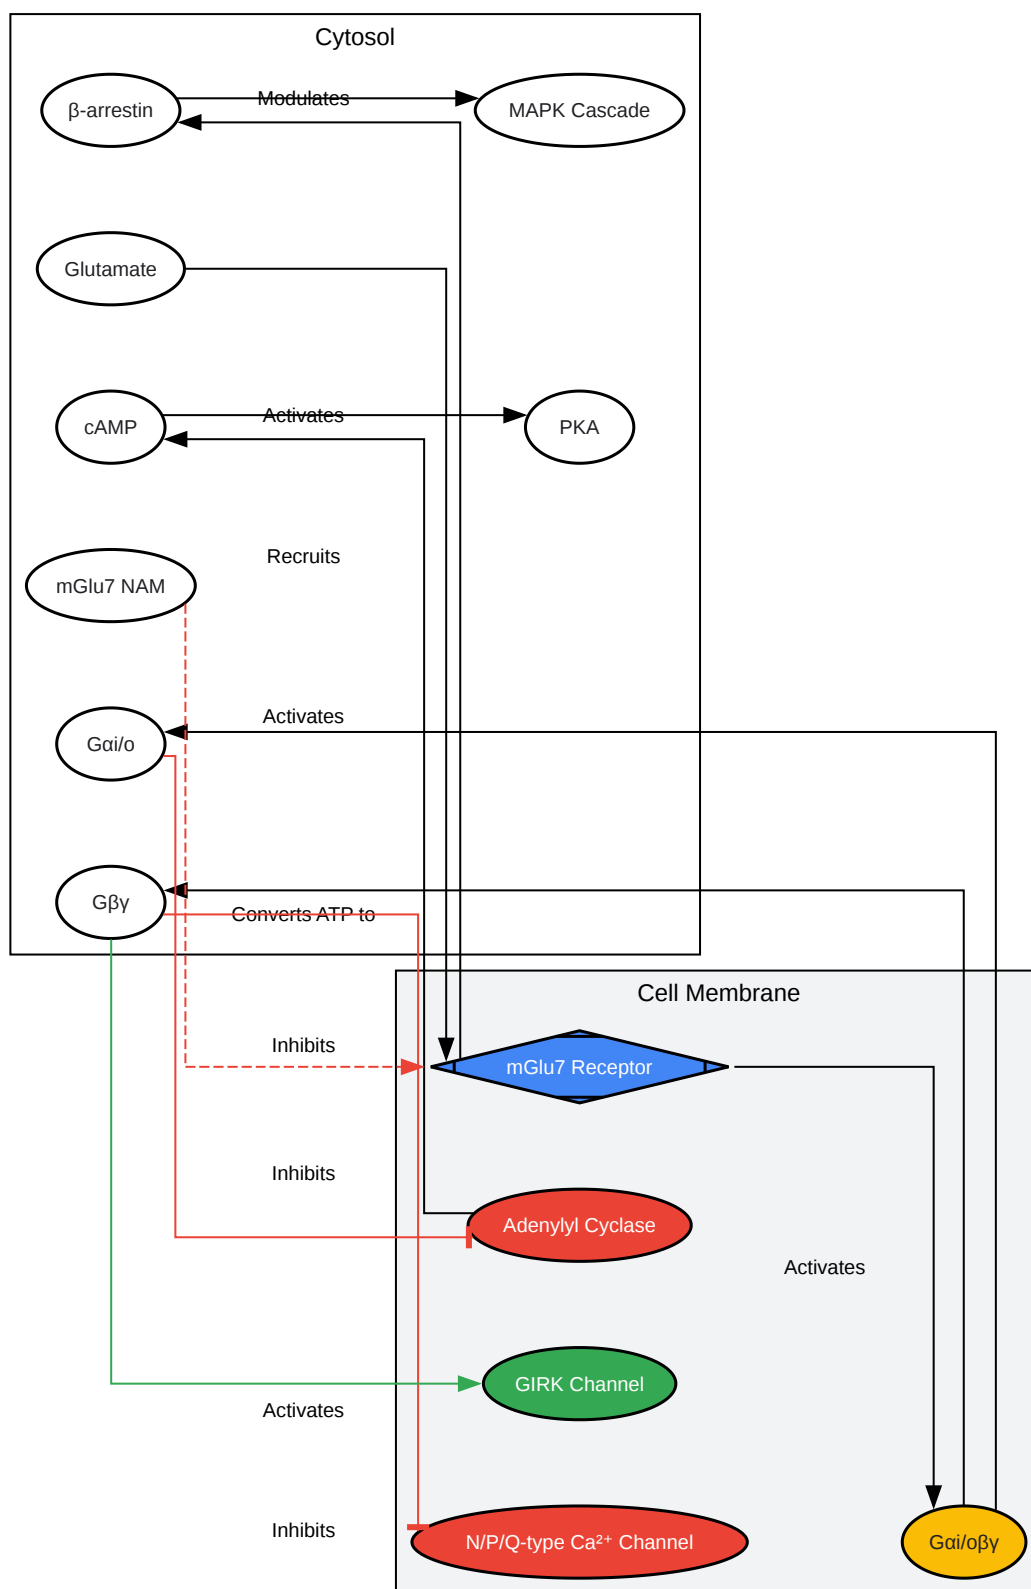 Cytosol
β-arrestin
Modulates
MAPK Cascade
Glutamate
cAMP
Activates
PKA
Recruits
mGlu7 NAM
Activates
Gαi/o
Gβγ
Converts ATP to
Cell Membrane
Inhibits
mGlu7 Receptor
Inhibits
Adenylyl Cyclase
Activates
GIRK Channel
Activates
Inhibits
N/P/Q-type Ca²⁺ Channel
Gαi/oβγ